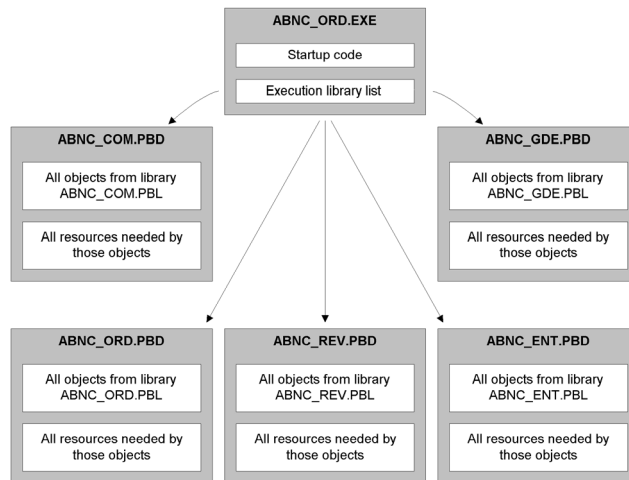 ABNC_ORD.EXE
Startup code
Execution library list
ABNC_COM.PBD
All objects from library
ABNC_COM.PBL
All resources needed by
those objects
ABNC_GDE.PBD
All objects from library
ABNC_GDE.PBL
All resources needed by
those objects
ABNC_ORD.PBD
All objects from library
ABNC_ORD.PBL
All resources needed by
those objects
ABNC_REV.PBD
All objects from library
ABNC_REV.PBL
All resources needed by
those objects
ABNC_ENT.PBD
All objects from library
ABNC_ENT.PBL
All resources needed by
those objects